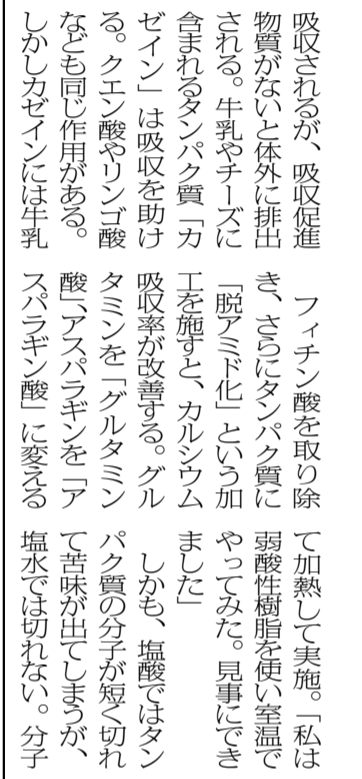 吸収されるが、吸収促進
物質がないと体外に排出
される。牛乳やチーズに
含まれるタンパク質「カ
ゼイン」は吸収を助け
る。クエン酸やリンゴ酸
なども同じ作用がある。
しかしカゼインには牛乳
フィチン酸を取り除
き、さらにタンパク質に
「脱アミド化」という加
工を施すと、カルシウム
吸収率が改善する。グル
タミンを「グルタミン
酸」、アスパラギンを「ア
スパラギン酸」に変える
て加熱して実施。「私は
弱酸性樹脂を使い室温で
やってみた。見事にでき
ました」
しかも、塩酸ではタン
パク質の分子が短く切れ
て苦味が出てしまうが、
塩水では切れない。分子